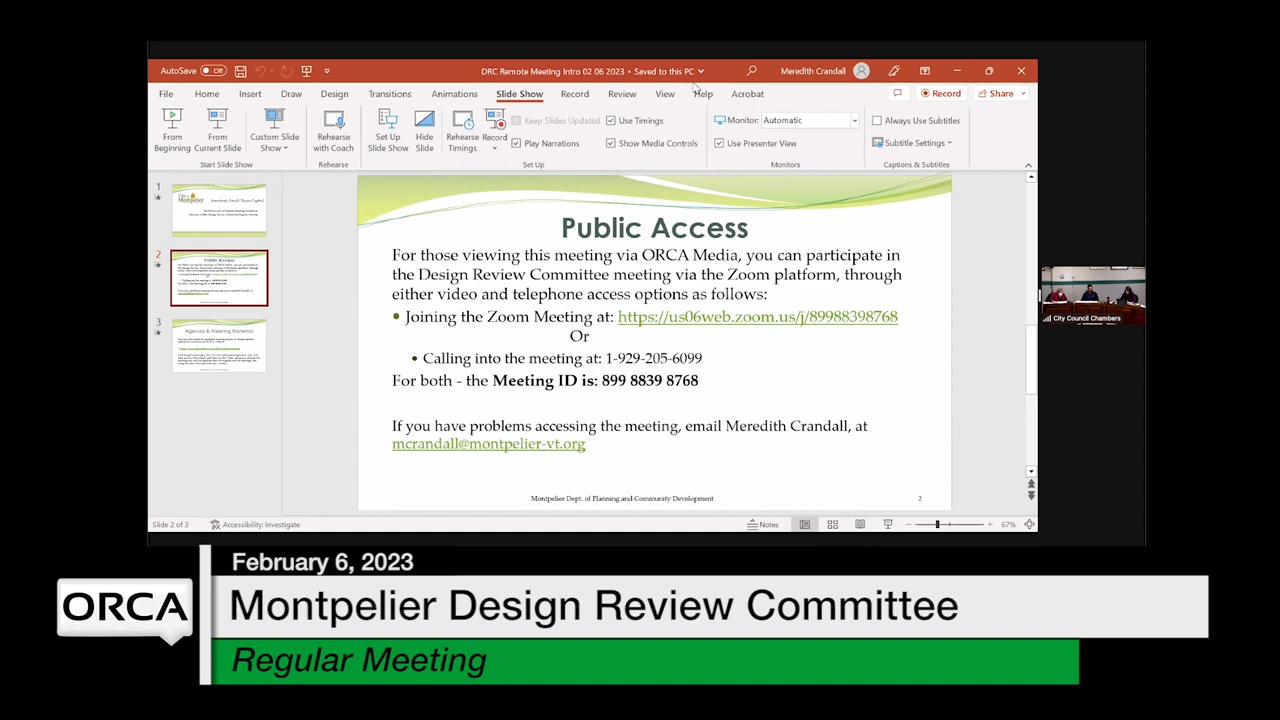 AutoSave Off
DRC Remote Meeting Intro 02 06 2023 • Saved to this PC
Meredith Crandall
File Home Insert Draw Design Transitions Animations Slide Show Record Review View Help Acrobat
Record Share
From Beginning
From Current Slide
Custom Slide Show
Rehearse with Coach
Set Up Slide Show
Hide Slide
Rehearse Timings
Record
Keep Slides Updated
Use Timings
Play Narrations
Show Media Controls
Monitor: Automatic
Use Presenter View
Always Use Subtitles
Subtitle Settings
Start Slide Show
Rehearse
Set Up
Monitors
Captions & Subtitles
1
Montpelier
2
Public Access
3
Agenda & Meeting Materials
Public Access
For those viewing this meeting via ORCA Media, you can participate in
the Design Review Committee meeting via the Zoom platform, through
either video and telephone access options as follows:
• Joining the Zoom Meeting at: https://us06web.zoom.us/j/89988398768
Or
• Calling into the meeting at: 1-929-205-6099
For both - the Meeting ID is: 899 8839 8768
If you have problems accessing the meeting, email Meredith Crandall, at
mcrandall@montpelier-vt.org
Montpelier Dept. of Planning and Community Development
2
City Council Chambers
Slide 2 of 3
Accessibility: Investigate
Notes
67%
February 6, 2023
ORCA
Montpelier Design Review Committee
Regular Meeting